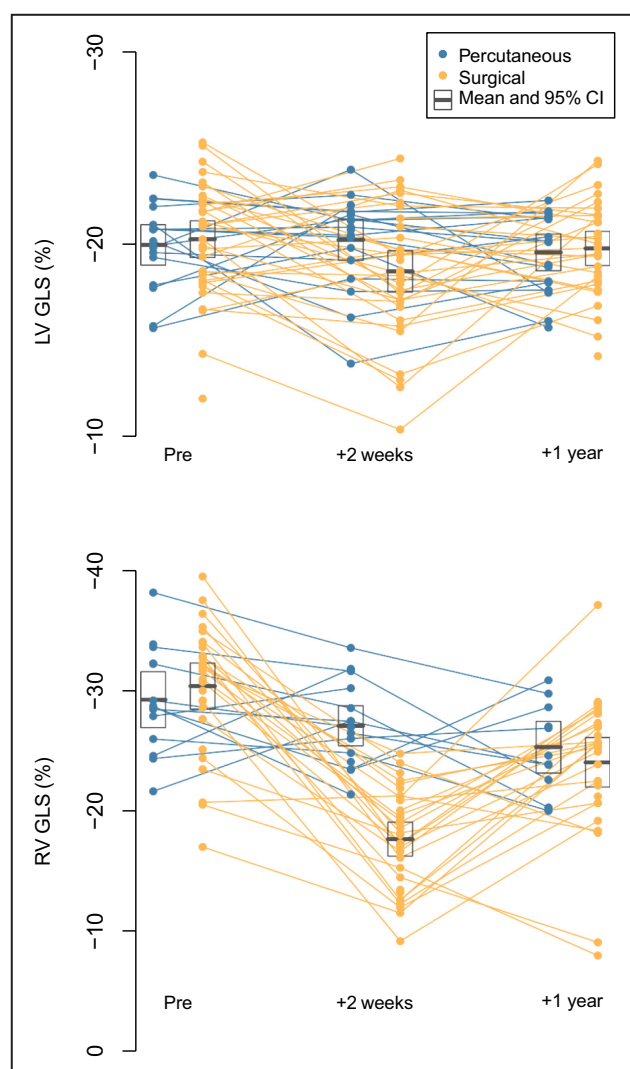 −30
Percutaneous
Surgical
Mean and 95% CI
−20
LV GLS (%)
−10
Pre +2 weeks +1 year
−40
−30
−20
RV GLS (%)
−10
Pre +2 weeks +1 year
0